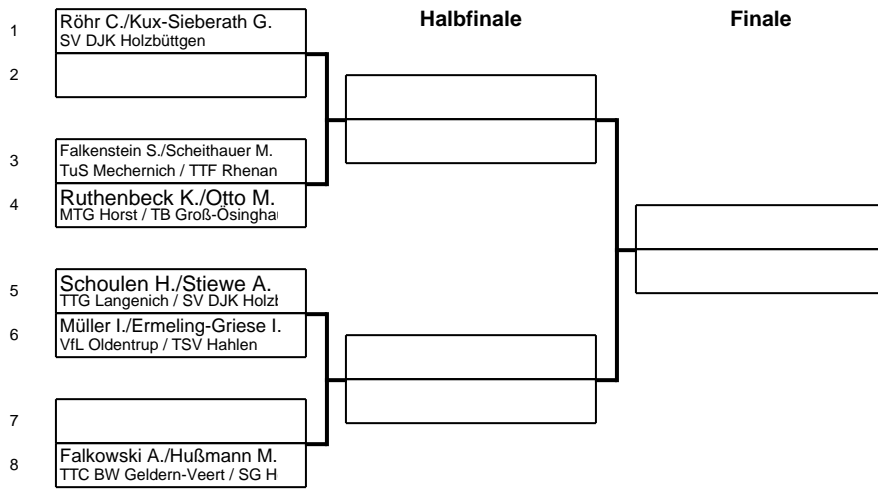 Halbfinale
Finale
1
Röhr C./Kux-Sieberath G.
SV DJK Holzbüttgen
2
3
Falkenstein S./Scheithauer M.
TuS Mechernich / TTF Rhenan
4
Ruthenbeck K./Otto M.
MTG Horst / TB Groß-Ösingha
5
Schoulen H./Stiewe A.
TTG Langenich / SV DJK Holz
6
Müller I./Ermeling-Griese I.
VfL Oldentrup / TSV Hahlen
7
8
Falkowski A./Hußmann M.
TTC BW Geldern-Veert / SG H